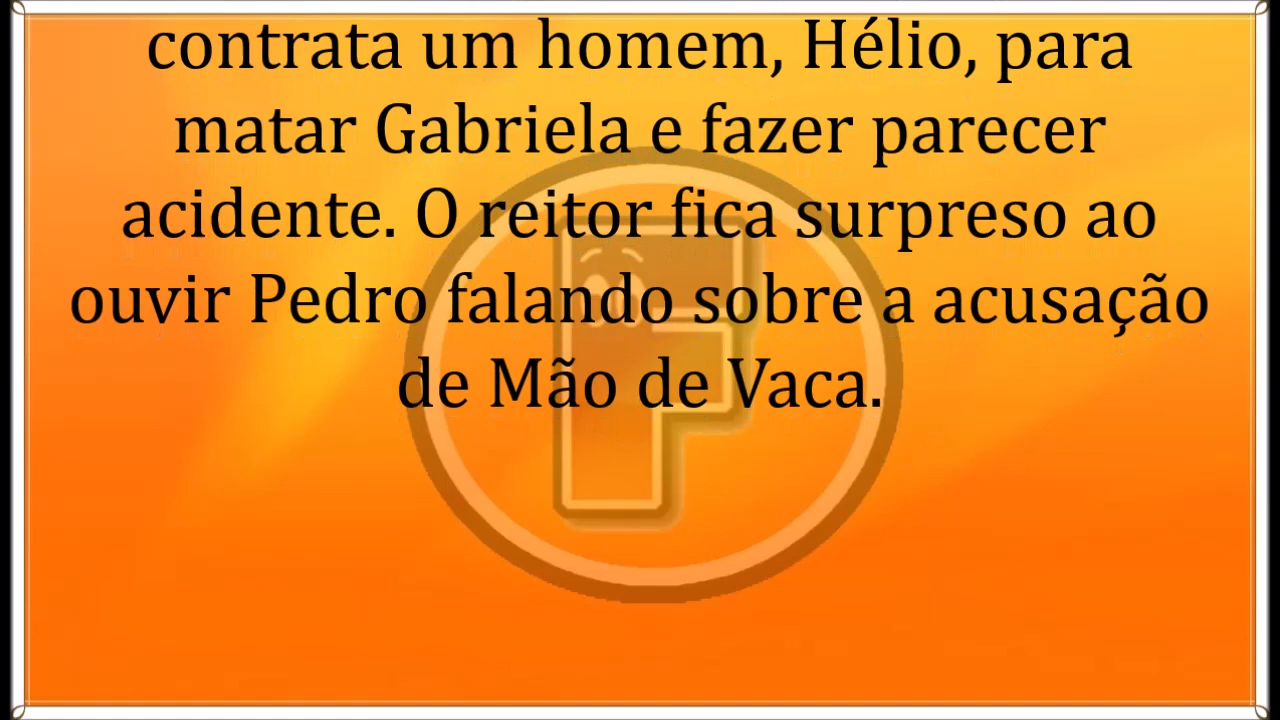 contrata um homem, Hélio, para
matar Gabriela e fazer parecer
acidente. O reitor fica surpreso ao
ouvir Pedro falando sobre a acusação
de Mão de Vaca.